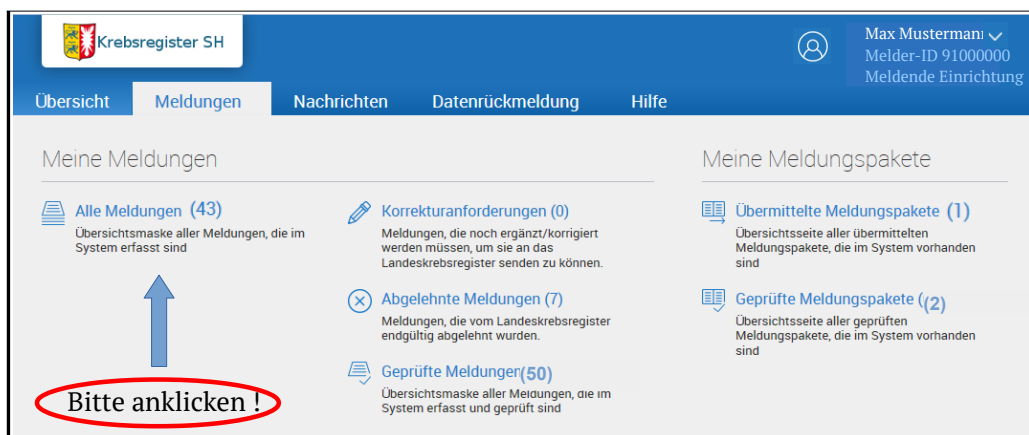 Krebsregister SH
Max Mustermann
Melder-ID 91000000
Meldende Einrichtung
Übersicht Meldungen Nachrichten Datenrückmeldung Hilfe
Meine Meldungen
Alle Meldungen (43)
Übersichtsmaske aller Meldungen, die im
System erfasst sind
Bitte anklicken !
Korrekturanforderungen (0)
Meldungen, die noch ergänzt/korrigiert
werden müssen, um sie an das
Landeskrebsregister senden zu können.
Abgelehnte Meldungen (7)
Meldungen, die vom Landeskrebsregister
endgültig abgelehnt wurden.
Geprüfte Meldungen(50)
Übersichtsmaske aller Meldungen, die im
System erfasst und geprüft sind
Meine Meldungspakete
Übermittelte Meldungspakete (1)
Übersichtsseite aller übermittelten
Meldungspakete, die im System vorhanden
sind
Geprüfte Meldungspakete ((2)
Übersichtsseite aller geprüften
Meldungspakete, die im System vorhanden
sind